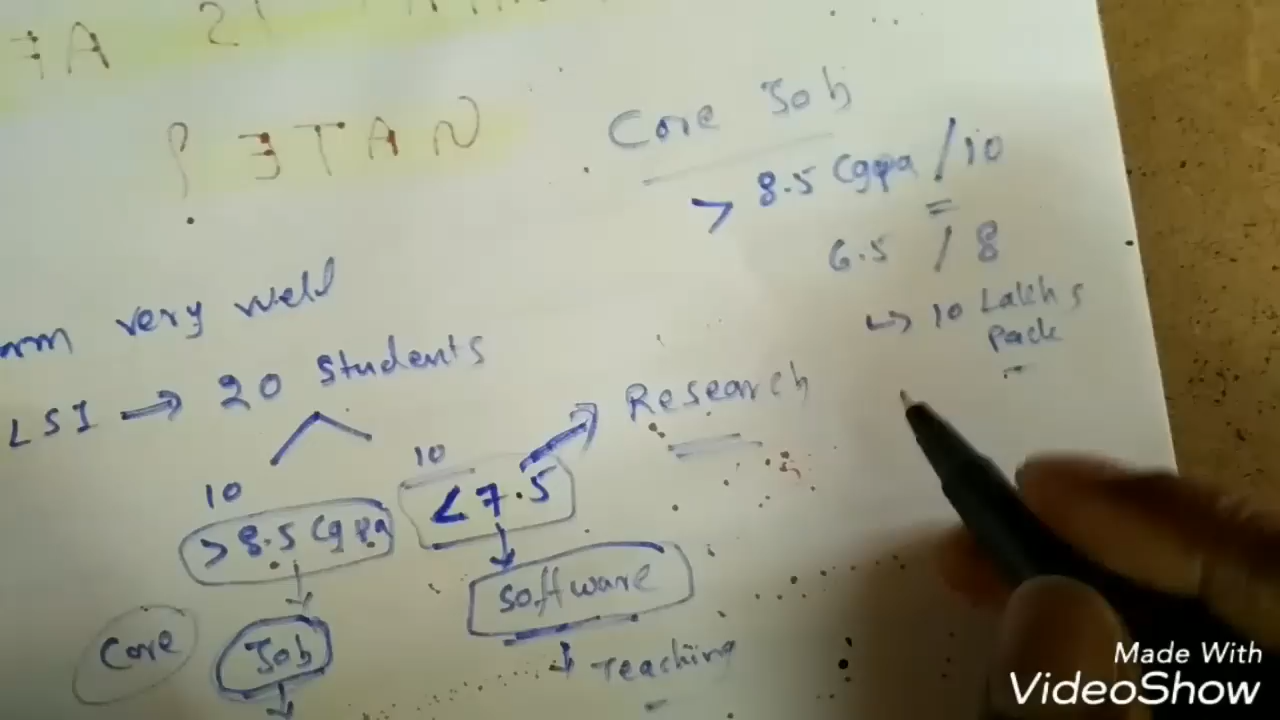 Core Job
> 8.5 Cgpa / 10
6.5 / 8
↳ 10 Lakhs
Pack
very well
LSI → 20 students
10
10
> 8.5 Cgpa
< 7.5
Research
Software
Core
Job
Teaching
Made With
VideoShow